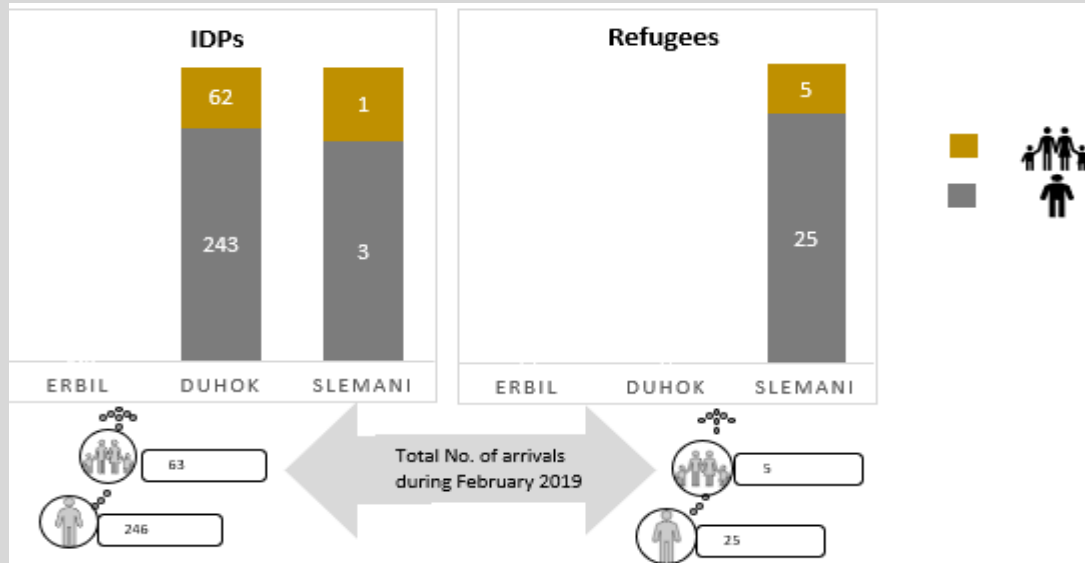 IDPs
62
1
243
3
ERBIL DUHOK SLEMANI
Refugees
5
25
ERBIL DUHOK SLEMANI
Total No. of arrivals
during February 2019
63
246
5
25